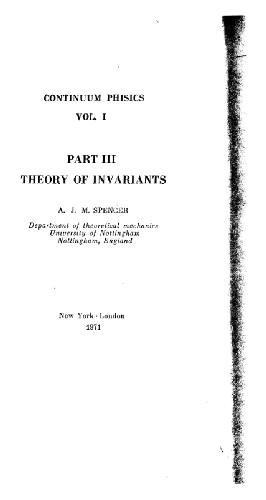 CONTINUUM PHISICS
VOL. I
PART III
THEORY OF INVARIANTS
A. J. M. SPENCER
Department of theoretical mechanics
University of Nottingham
Nottingham, England
New York - London
1971